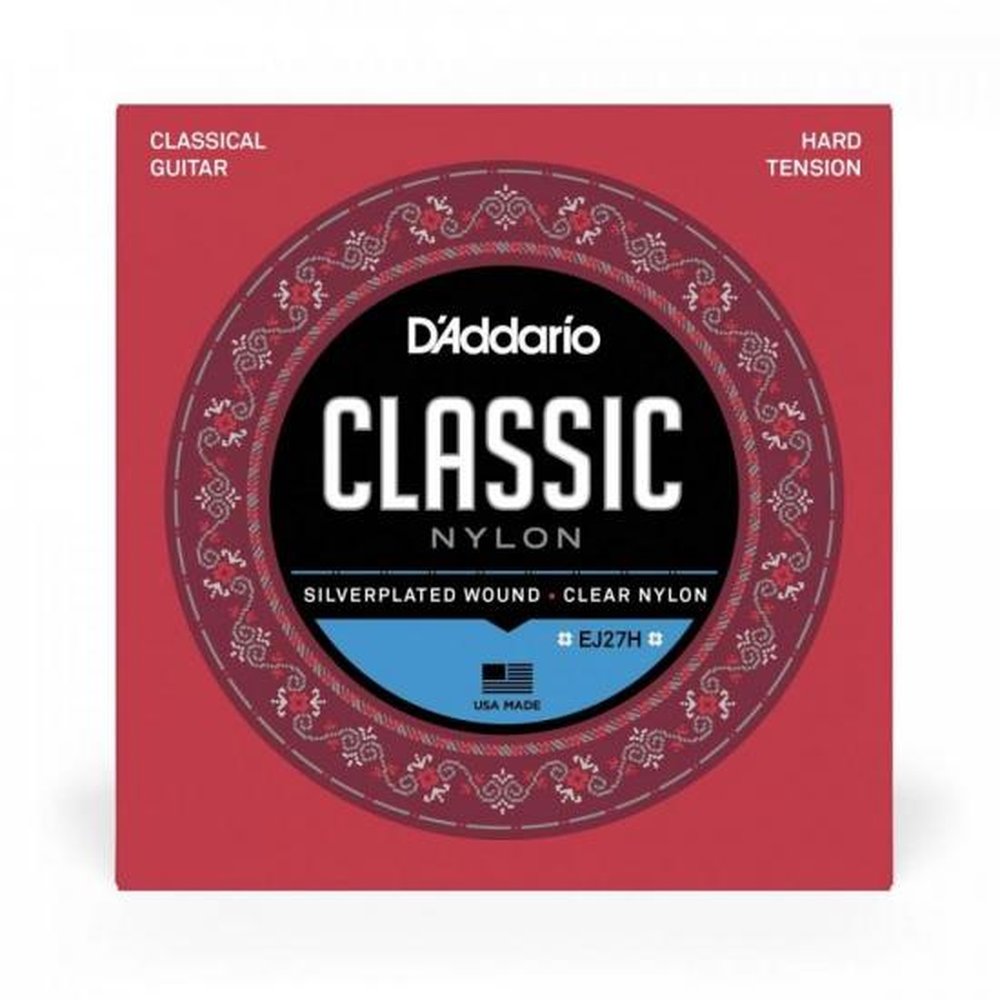 CLASSICAL
GUITAR
HARD
TENSION
D'Addario
CLASSIC
NYLON
SILVERPLATED WOUND • CLEAR NYLON
EJ27H
USA MADE